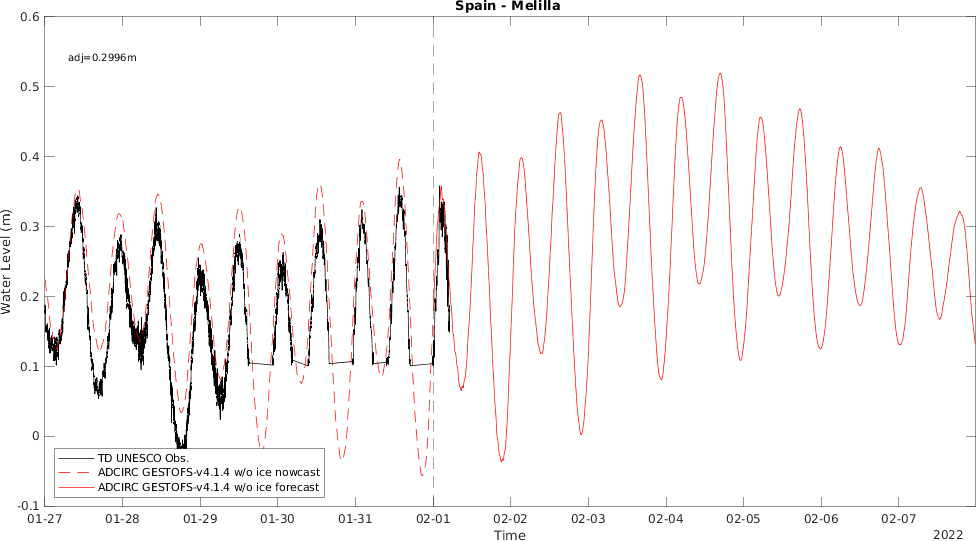 Spain - Melilla
0.6
adj=0.2996m
0.5
0.4
0.3
0.2
0.1
0
-0.1
Water Level (m)
TD UNESCO Obs.
ADCIRC GESTOFS-v4.1.4 w/o ice nowcast
ADCIRC GESTOFS-v4.1.4 w/o ice forecast
01-27 01-28 01-29 01-30 01-31 02-01 02-02 02-03 02-04 02-05 02-06 02-07
Time
2022